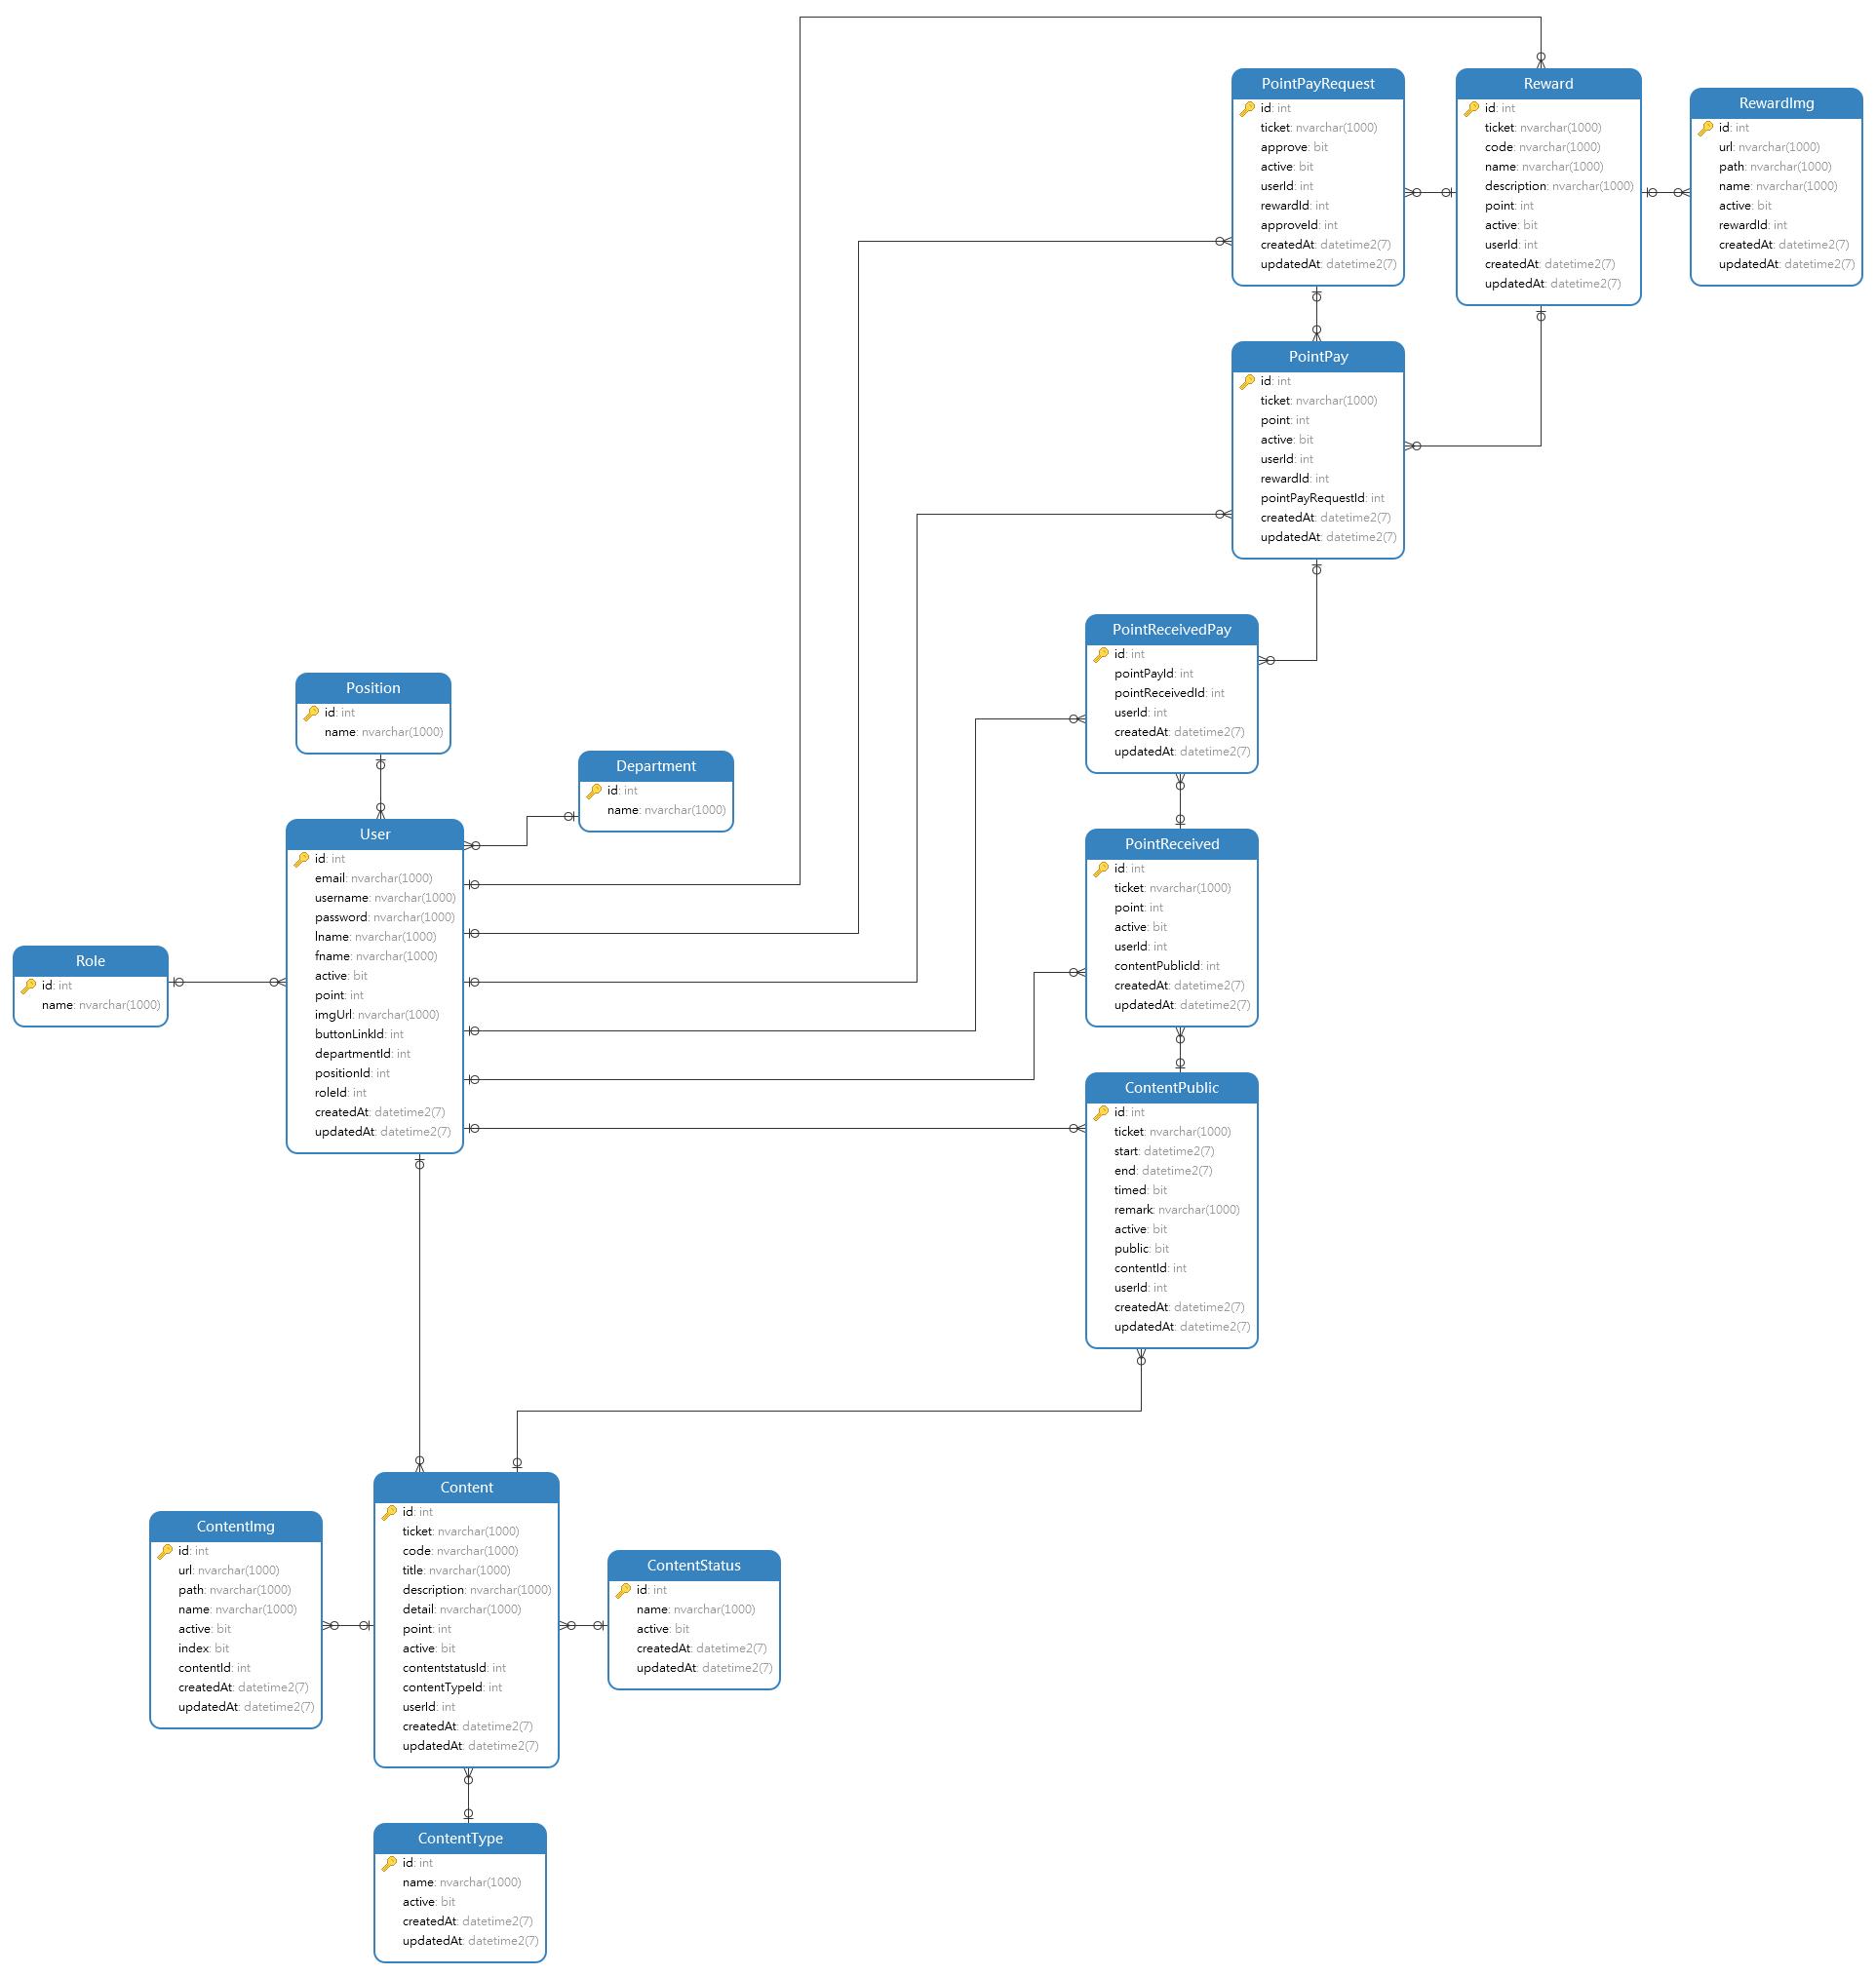 PointPayRequest
id: int
ticket: nvarchar(1000)
approve: bit
active: bit
userId: int
rewardId: int
approveId: int
createdAt: datetime2(7)
updatedAt: datetime2(7)
Reward
id: int
ticket: nvarchar(1000)
code: nvarchar(1000)
name: nvarchar(1000)
description: nvarchar(1000)
point: int
active: bit
userId: int
createdAt: datetime2(7)
updatedAt: datetime2(7)
RewardImg
id: int
url: nvarchar(1000)
path: nvarchar(1000)
name: nvarchar(1000)
active: bit
rewardId: int
createdAt: datetime2(7)
updatedAt: datetime2(7)
PointPay
id: int
ticket: nvarchar(1000)
point: int
active: bit
userId: int
rewardId: int
pointPayRequestId: int
createdAt: datetime2(7)
updatedAt: datetime2(7)
PointReceivedPay
id: int
pointPayId: int
pointReceivedId: int
userId: int
createdAt: datetime2(7)
updatedAt: datetime2(7)
Position
id: int
name: nvarchar(1000)
Department
id: int
name: nvarchar(1000)
User
id: int
email: nvarchar(1000)
username: nvarchar(1000)
password: nvarchar(1000)
lname: nvarchar(1000)
fname: nvarchar(1000)
active: bit
point: int
imgUrl: nvarchar(1000)
buttonLinkId: int
departmentId: int
positionId: int
roleId: int
createdAt: datetime2(7)
updatedAt: datetime2(7)
Role
id: int
name: nvarchar(1000)
PointReceived
id: int
ticket: nvarchar(1000)
point: int
active: bit
userId: int
contentPublicId: int
createdAt: datetime2(7)
updatedAt: datetime2(7)
ContentPublic
id: int
ticket: nvarchar(1000)
start: datetime2(7)
end: datetime2(7)
timed: bit
remark: nvarchar(1000)
active: bit
public: bit
contentId: int
userId: int
createdAt: datetime2(7)
updatedAt: datetime2(7)
Content
id: int
ticket: nvarchar(1000)
code: nvarchar(1000)
title: nvarchar(1000)
description: nvarchar(1000)
detail: nvarchar(1000)
point: int
active: bit
contentstatusId: int
contentTypeId: int
userId: int
createdAt: datetime2(7)
updatedAt: datetime2(7)
ContentImg
id: int
url: nvarchar(1000)
path: nvarchar(1000)
name: nvarchar(1000)
active: bit
index: bit
contentId: int
createdAt: datetime2(7)
updatedAt: datetime2(7)
ContentStatus
id: int
name: nvarchar(1000)
active: bit
createdAt: datetime2(7)
updatedAt: datetime2(7)
ContentType
id: int
name: nvarchar(1000)
active: bit
createdAt: datetime2(7)
updatedAt: datetime2(7)